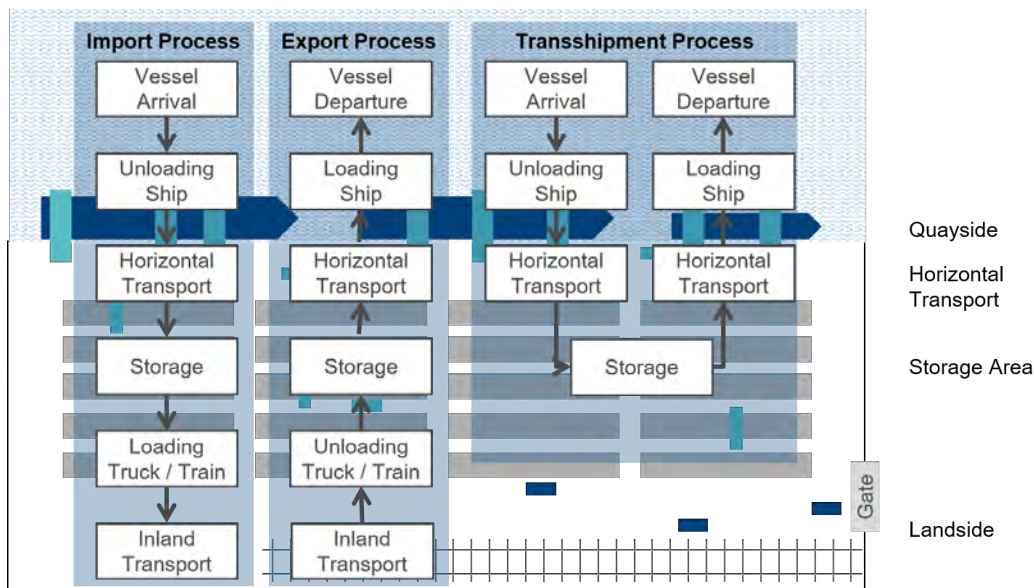 Import Process
Export Process
Transshipment Process
Vessel
Arrival
Vessel
Departure
Vessel
Arrival
Vessel
Departure
Unloading
Ship
Loading
Ship
Unloading
Ship
Loading
Ship
Quayside
Horizontal
Transport
Horizontal
Transport
Horizontal
Transport
Horizontal
Transport
Horizontal
Transport
Storage
Storage
Storage
Storage Area
Loading
Truck / Train
Unloading
Truck / Train
Gate
Inland
Transport
Inland
Transport
Landside